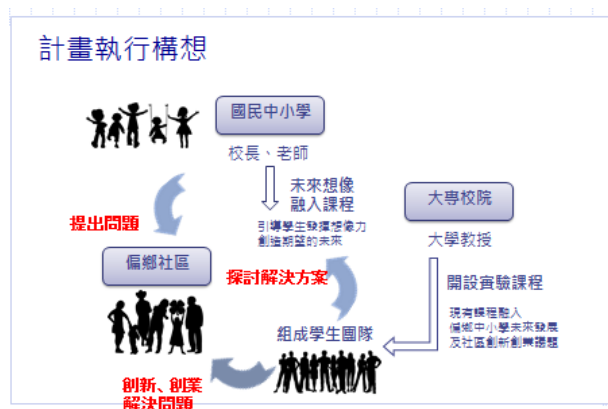 計畫執行構想
國民中小學
校長、老師
未來想像
融入課程
引導學生發揮想像力
創造期望的未來
大專校院
大學教授
提出問題
偏鄉社區
探討解決方案
開設實驗課程
現有課程融入
偏鄉中小學未來發展
及社區創新創業課題
組成學生團隊
創新、創業
解決問題